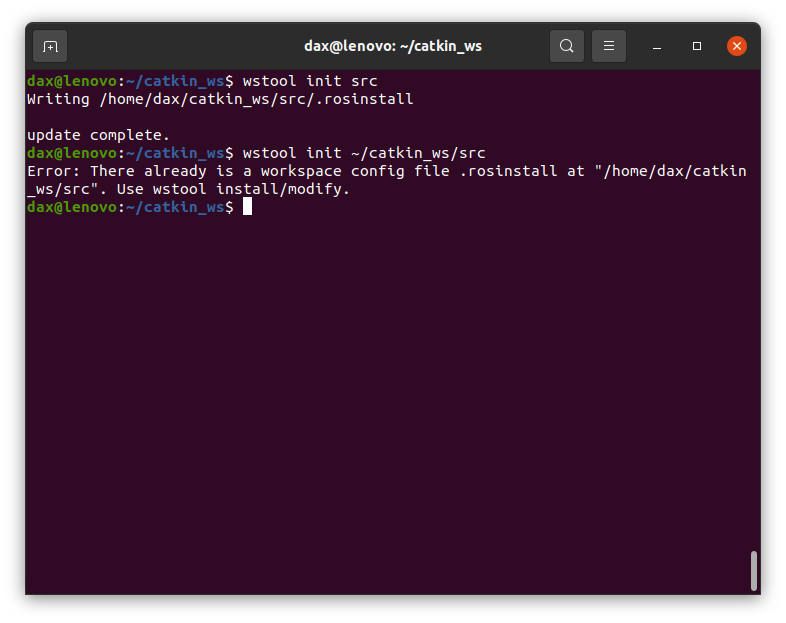 dax@lenovo: ~/catkin_ws
dax@lenovo:~/catkin_ws$ wstool init src
Writing /home/dax/catkin_ws/src/.rosinstall
update complete.
dax@lenovo:~/catkin_ws$ wstool init ~/catkin_ws/src
Error: There already is a workspace config file .rosinstall at "/home/dax/catkin
_ws/src". Use wstool install/modify.
dax@lenovo:~/catkin_ws$